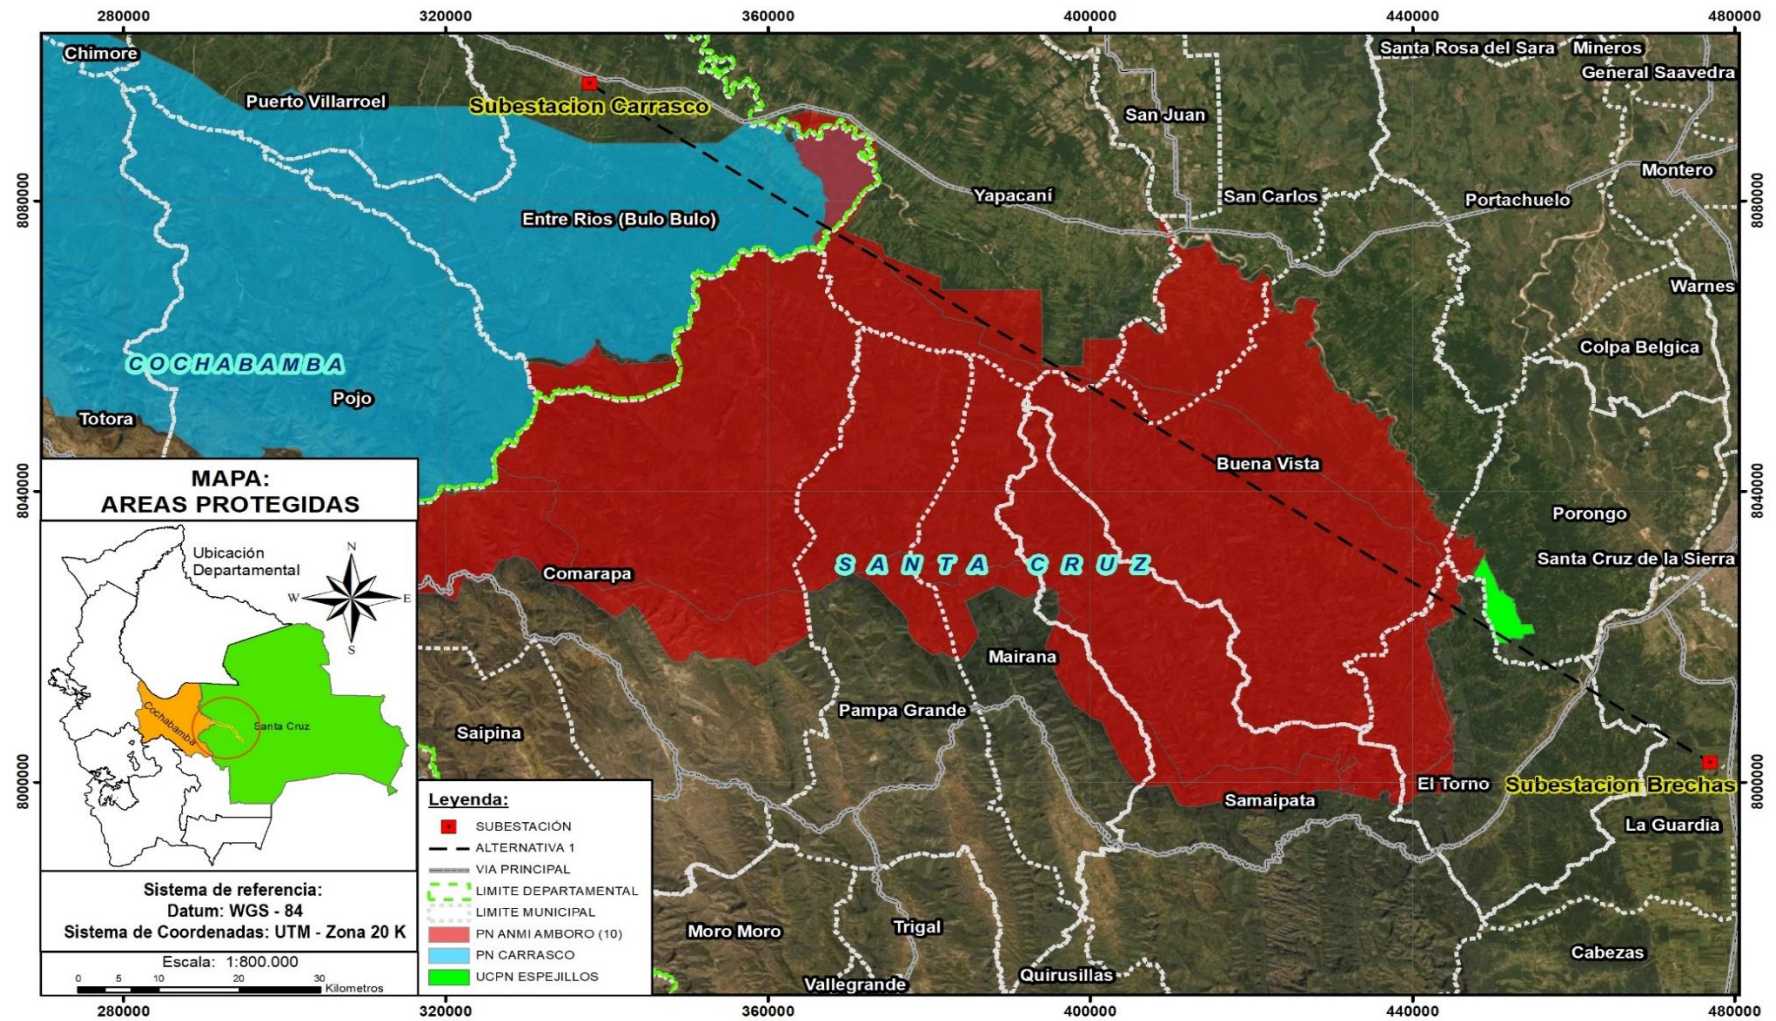 280000
320000
360000
400000
440000
480000
Chimore
Santa Rosa del Sara
Mineros
General Saavedra
Puerto Villarroel
Subestacion Carrasco
San Juan
Montero
8080000
8080000
Yapacaní
San Carlos
Portachuelo
Entre Rios (Bulo Bulo)
Warnes
Colpa Belgica
COCHABAMBA
Pojo
Totora
Buena Vista
8040000
8040000
Porongo
Santa Cruz de la Sierra
SANTA CRUZ
Comarapa
Mairana
Pampa Grande
Saipina
El Torno
Subestacion Brechas
8000000
8000000
Samaipata
La Guardia
Moro Moro
Trigal
Cabezas
Quirusillas
Vallegrande
MAPA:
AREAS PROTEGIDAS
Ubicación
Departamental
N
W
E
S
Cochabamba
Santa Cruz
Sistema de referencia:
Datum: WGS - 84
Sistema de Coordenadas: UTM - Zona 20 K
Escala: 1:800.000
0 5 10 20 30
Kilometros
Leyenda:
SUBESTACIÓN
ALTERNATIVA 1
VIA PRINCIPAL
LIMITE DEPARTAMENTAL
LIMITE MUNICIPAL
PN ANMI AMBORO (10)
PN CARRASCO
UCPN ESPEJILLOS
280000
320000
360000
400000
440000
480000